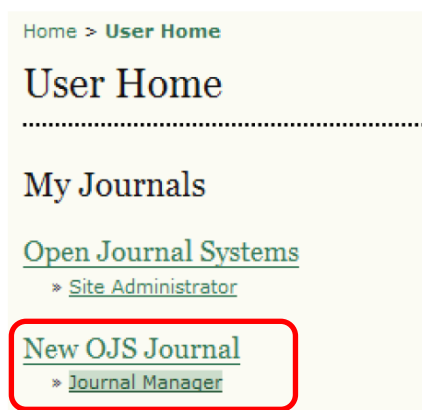 Home > User Home
User Home
My Journals
Open Journal Systems
» Site Administrator
New OJS Journal
» Journal Manager